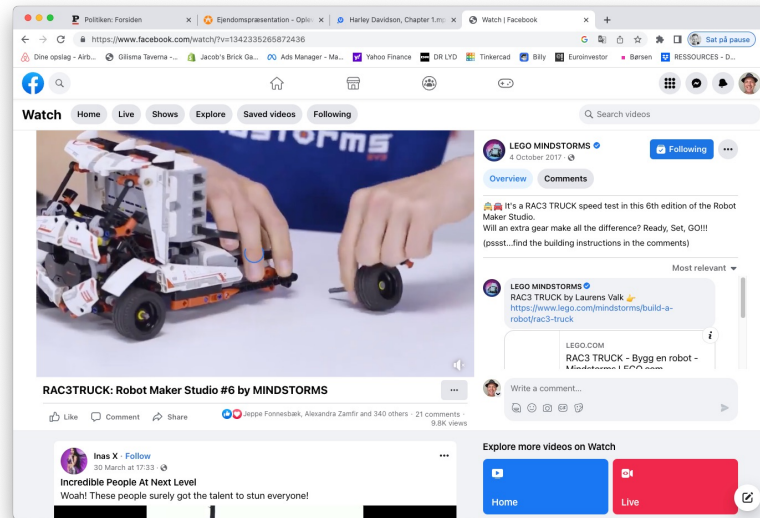 Politiken: Forsiden
Ejendomspræsentation - Oplev
Harley Davidson, Chapter 1.mp
Watch | Facebook
https://www.facebook.com/watch/?v=1342335265872436
Sat på pause
Dine opslag - Airb...
Gilisma Taverna -...
Jacob's Brick Ga...
Ads Manager - Ma...
Yahoo Finance
DR LYD
Tinkercad
Billy
Euroinvestor
Børsen
RESSOURCES - D...
Watch
Home
Live
Shows
Explore
Saved videos
Following
Search videos
LEGO MINDSTORMS
4 October 2017 ·
Following
Overview
Comments
It's a RAC3 TRUCK speed test in this 6th edition of the Robot
Maker Studio.
Will an extra gear make all the difference? Ready, Set, GO!!!
(pssst...find the building instructions in the comments)
Most relevant
LEGO MINDSTORMS
RAC3 TRUCK by Laurens Valk 👉
https://www.lego.com/mindstorms/build-a-
robot/rac3-truck
LEGO.COM
RAC3 TRUCK - Bygg en robot -
Mindstorms LEGO.com
Write a comment...
RAC3TRUCK: Robot Maker Studio #6 by MINDSTORMS
Like
Comment
Share
Jeppe Fonnesbæk, Alexandra Zamfir and 340 others · 21 comments ·
9.8K views
Inas X · Follow
30 March at 17:33 ·
Incredible People At Next Level
Woah! These people surely got the talent to stun everyone!
Explore more videos on Watch
Home
Live